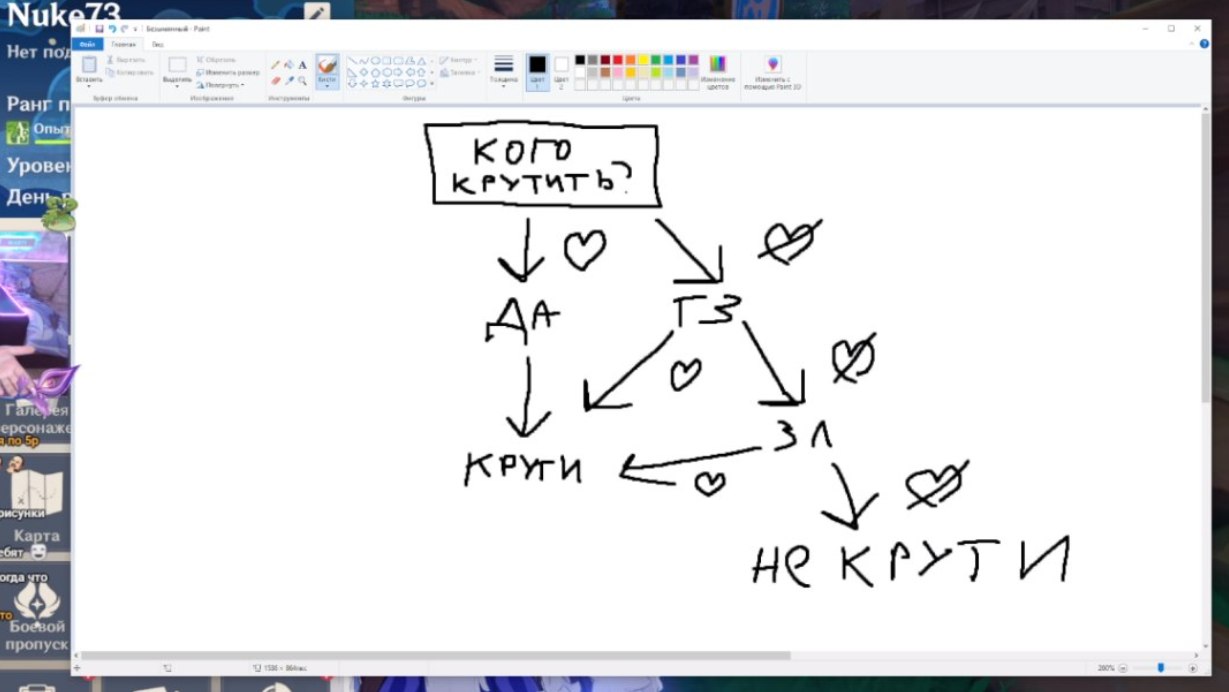 Nuke73
Безымянный - Paint
Нет под
Файл Главная Вид
Вставить
Вырезать
Копировать
Буфер обмена
Выделить
Обрезать
Изменить размер
Повернуть
Изображение
Инструменты
Кисти
Контур
Заливка
Фигуры
Толщина
Цвет 1
Цвет 2
Цвета
Изменение цветов
Изменить с помощью Paint 3D
Ранг п
Опыт
Уровен
День р
КОГО
КРУТИТЬ?
ДА
ГЗ
ЗЛ
КРУТИ
НЕ КРУТИ
Галерея
ерсонаже
я по 5р
рисунки
Карта
ебят
огда что
то
Боевой
пропуск
200%